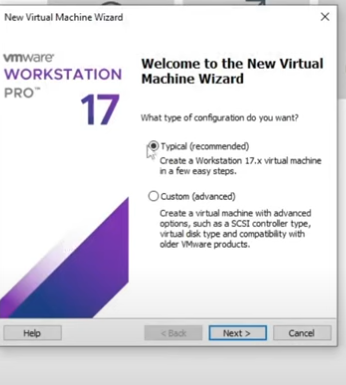 New Virtual Machine Wizard
vmware
WORKSTATION
PRO™
17
Welcome to the New Virtual
Machine Wizard
What type of configuration do you want?
Typical (recommended)
Create a Workstation 17.x virtual machine
in a few easy steps.
Custom (advanced)
Create a virtual machine with advanced
options, such as a SCSI controller type,
virtual disk type and compatibility with
older VMware products.
Help
< Back
Next >
Cancel